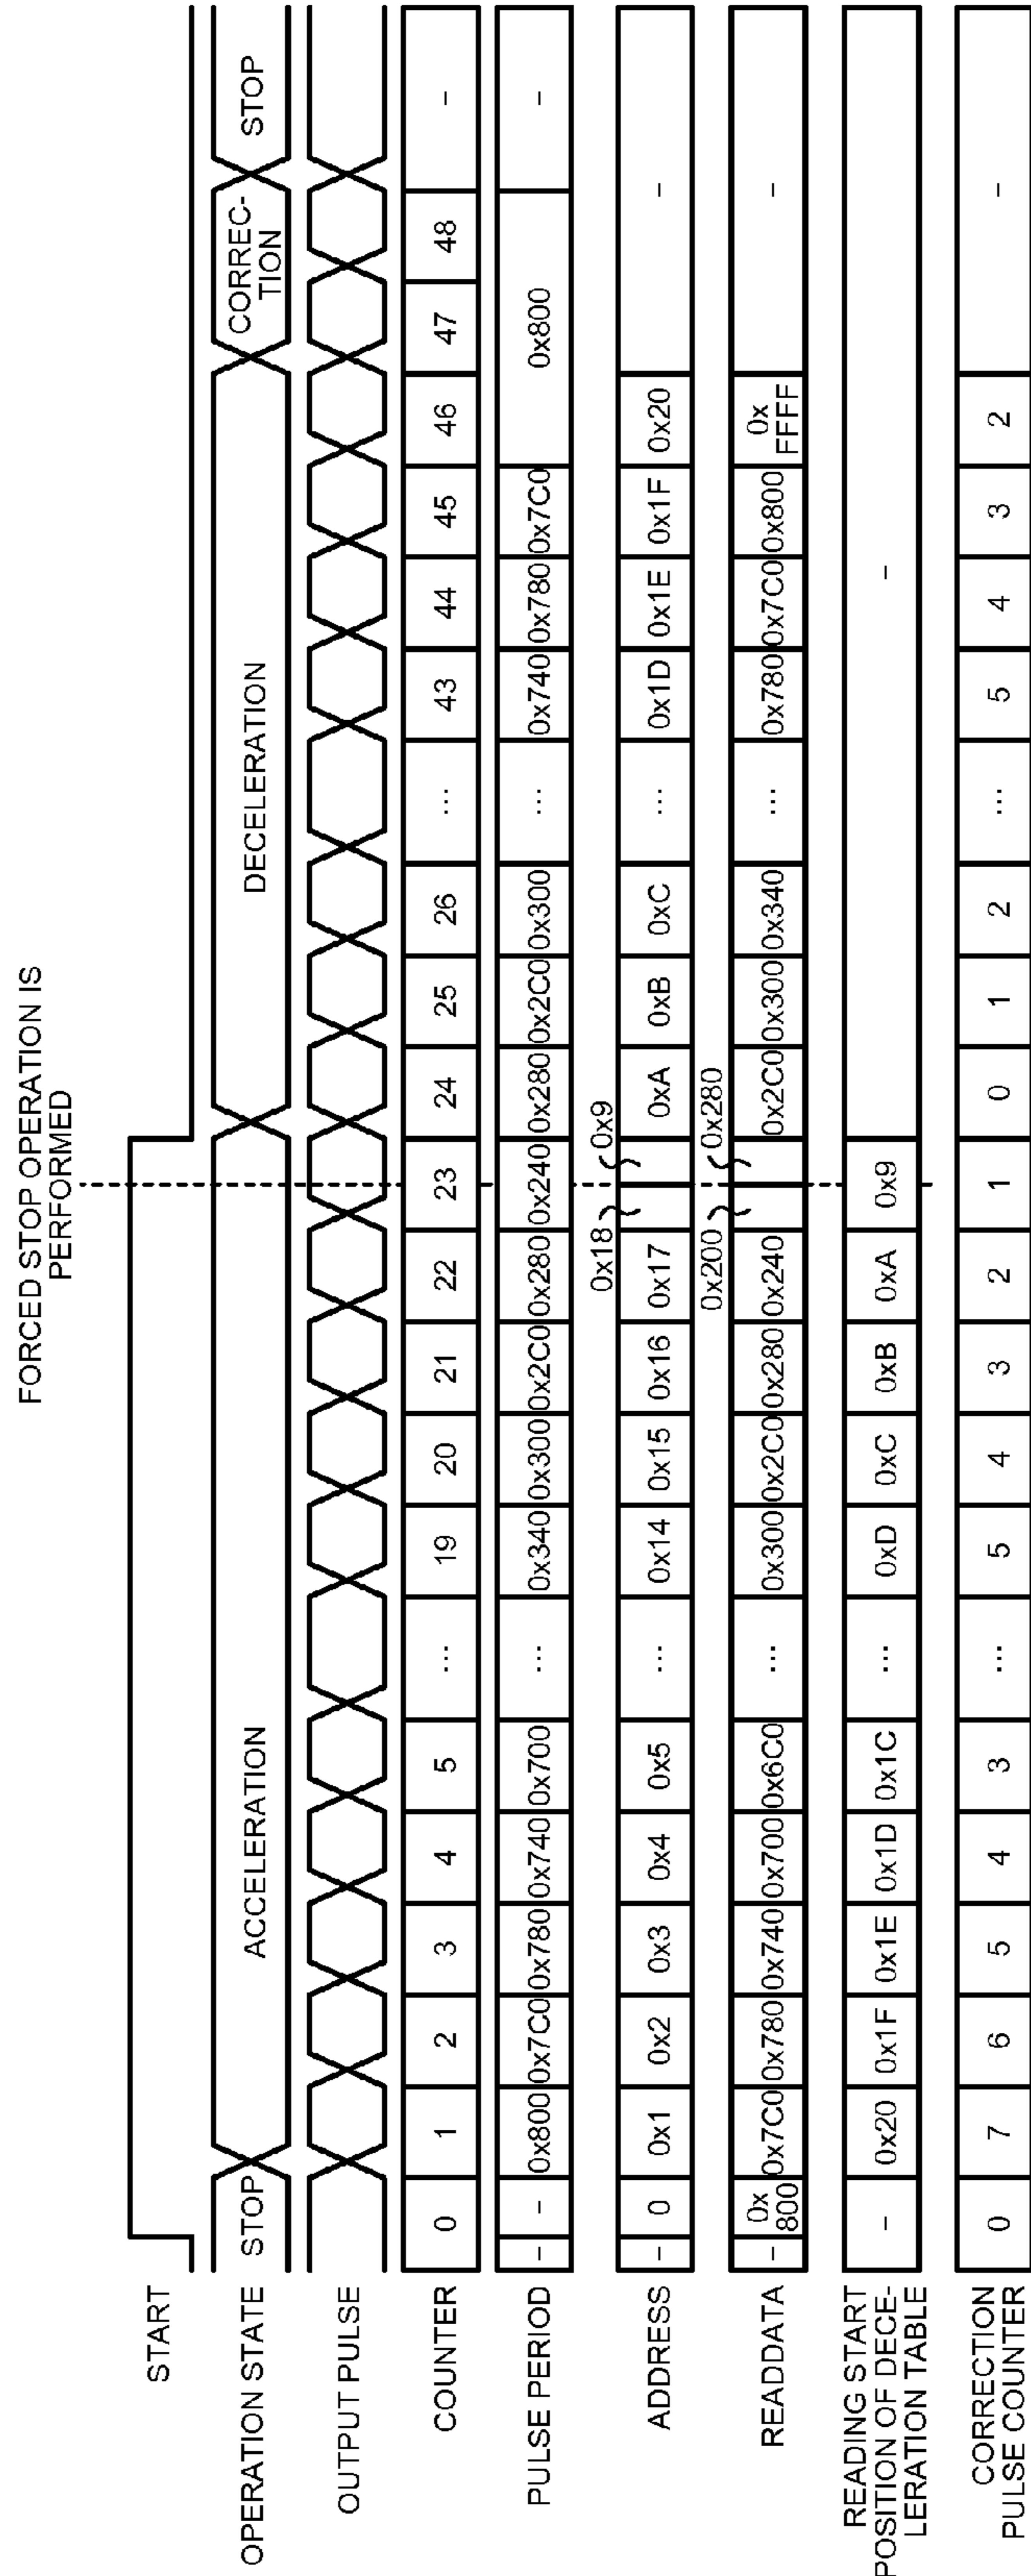 FORCED STOP OPERATION IS
PERFORMED
START
OPERATION STATE STOP ACCELERATION DECELERATION CORREC-
TION STOP
OUTPUT PULSE
COUNTER 0 1 2 3 4 5 ... 19 20 21 22 23 24 25 26 ... 43 44 45 46 47 48 -
PULSE PERIOD - - 0x800 0x7C0 0x780 0x740 0x700 ... 0x340 0x300 0x2C0 0x280 0x240 0x280 0x2C0 0x300 ... 0x740 0x780 0x7C0 0x800 -
0x18 0x9
ADDRESS - 0 0x1 0x2 0x3 0x4 0x5 ... 0x14 0x15 0x16 0x17 0xA 0xB 0xC ... 0x1D 0x1E 0x1F 0x20 -
0x200 0x280
READDATA - 0x
800 0x7C0 0x780 0x740 0x700 0x6C0 ... 0x300 0x2C0 0x280 0x240 0x2C0 0x300 0x340 ... 0x780 0x7C0 0x800 0x
FFFF -
READING START
POSITION OF DECE-
LERATION TABLE - 0x20 0x1F 0x1E 0x1D 0x1C ... 0xD 0xC 0xB 0xA 0x9 -
CORRECTION
PULSE COUNTER 0 7 6 5 4 3 ... 5 4 3 2 1 0 1 2 ... 5 4 3 2 -